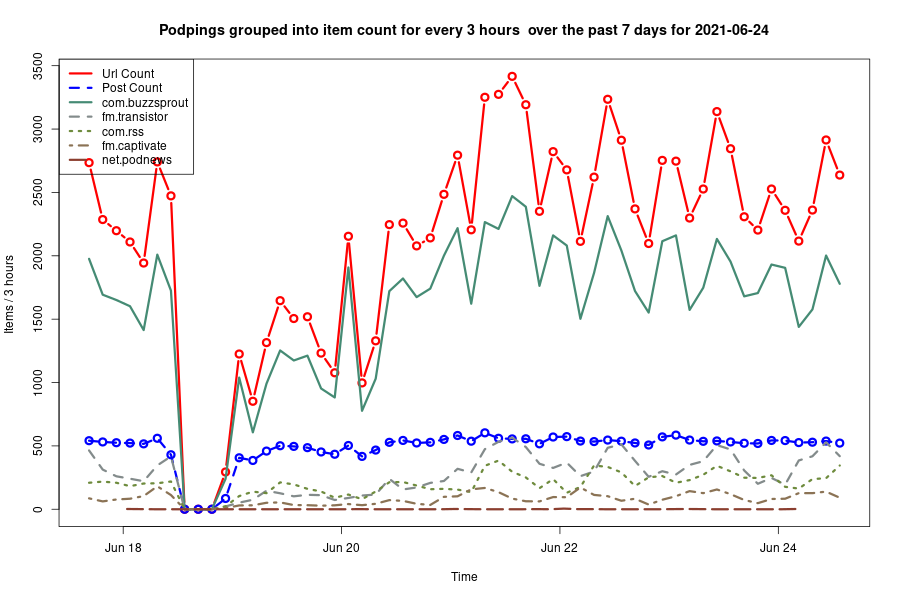 Podpings grouped into item count for every 3 hours  over the past 7 days for 2021-06-24
Url Count
Post Count
com.buzzsprout
fm.transistor
com.rss
fm.captivate
net.podnews
Items / 3 hours
3500
3000
2500
2000
1500
1000
500
0
Jun 18
Jun 20
Jun 22
Jun 24
Time